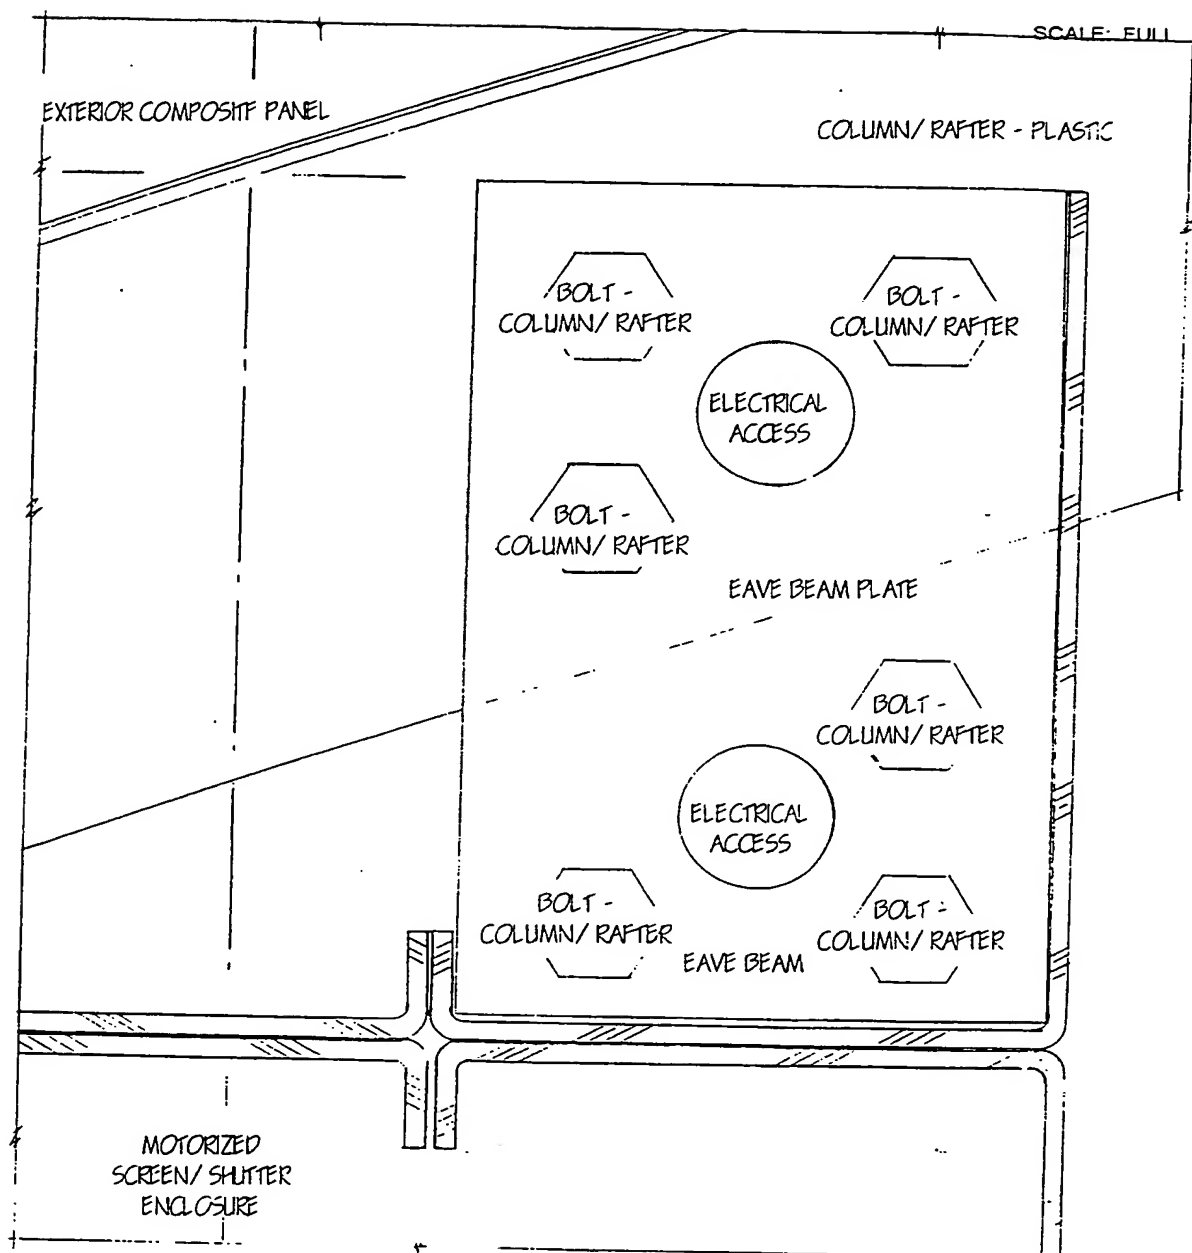 SCALE: FULL
EXTERIOR COMPOSITE PANEL
COLUMN/ RAFTER - PLASTIC
BOLT -
COLUMN/ RAFTER
BOLT -
COLUMN/ RAFTER
ELECTRICAL
ACCESS
BOLT -
COLUMN/ RAFTER
EAVE BEAM PLATE
BOLT -
COLUMN/ RAFTER
ELECTRICAL
ACCESS
BOLT -
COLUMN/ RAFTER
BOLT -
COLUMN/ RAFTER
EAVE BEAM
MOTORIZED
SCREEN/ SHUTTER
ENCLOSURE